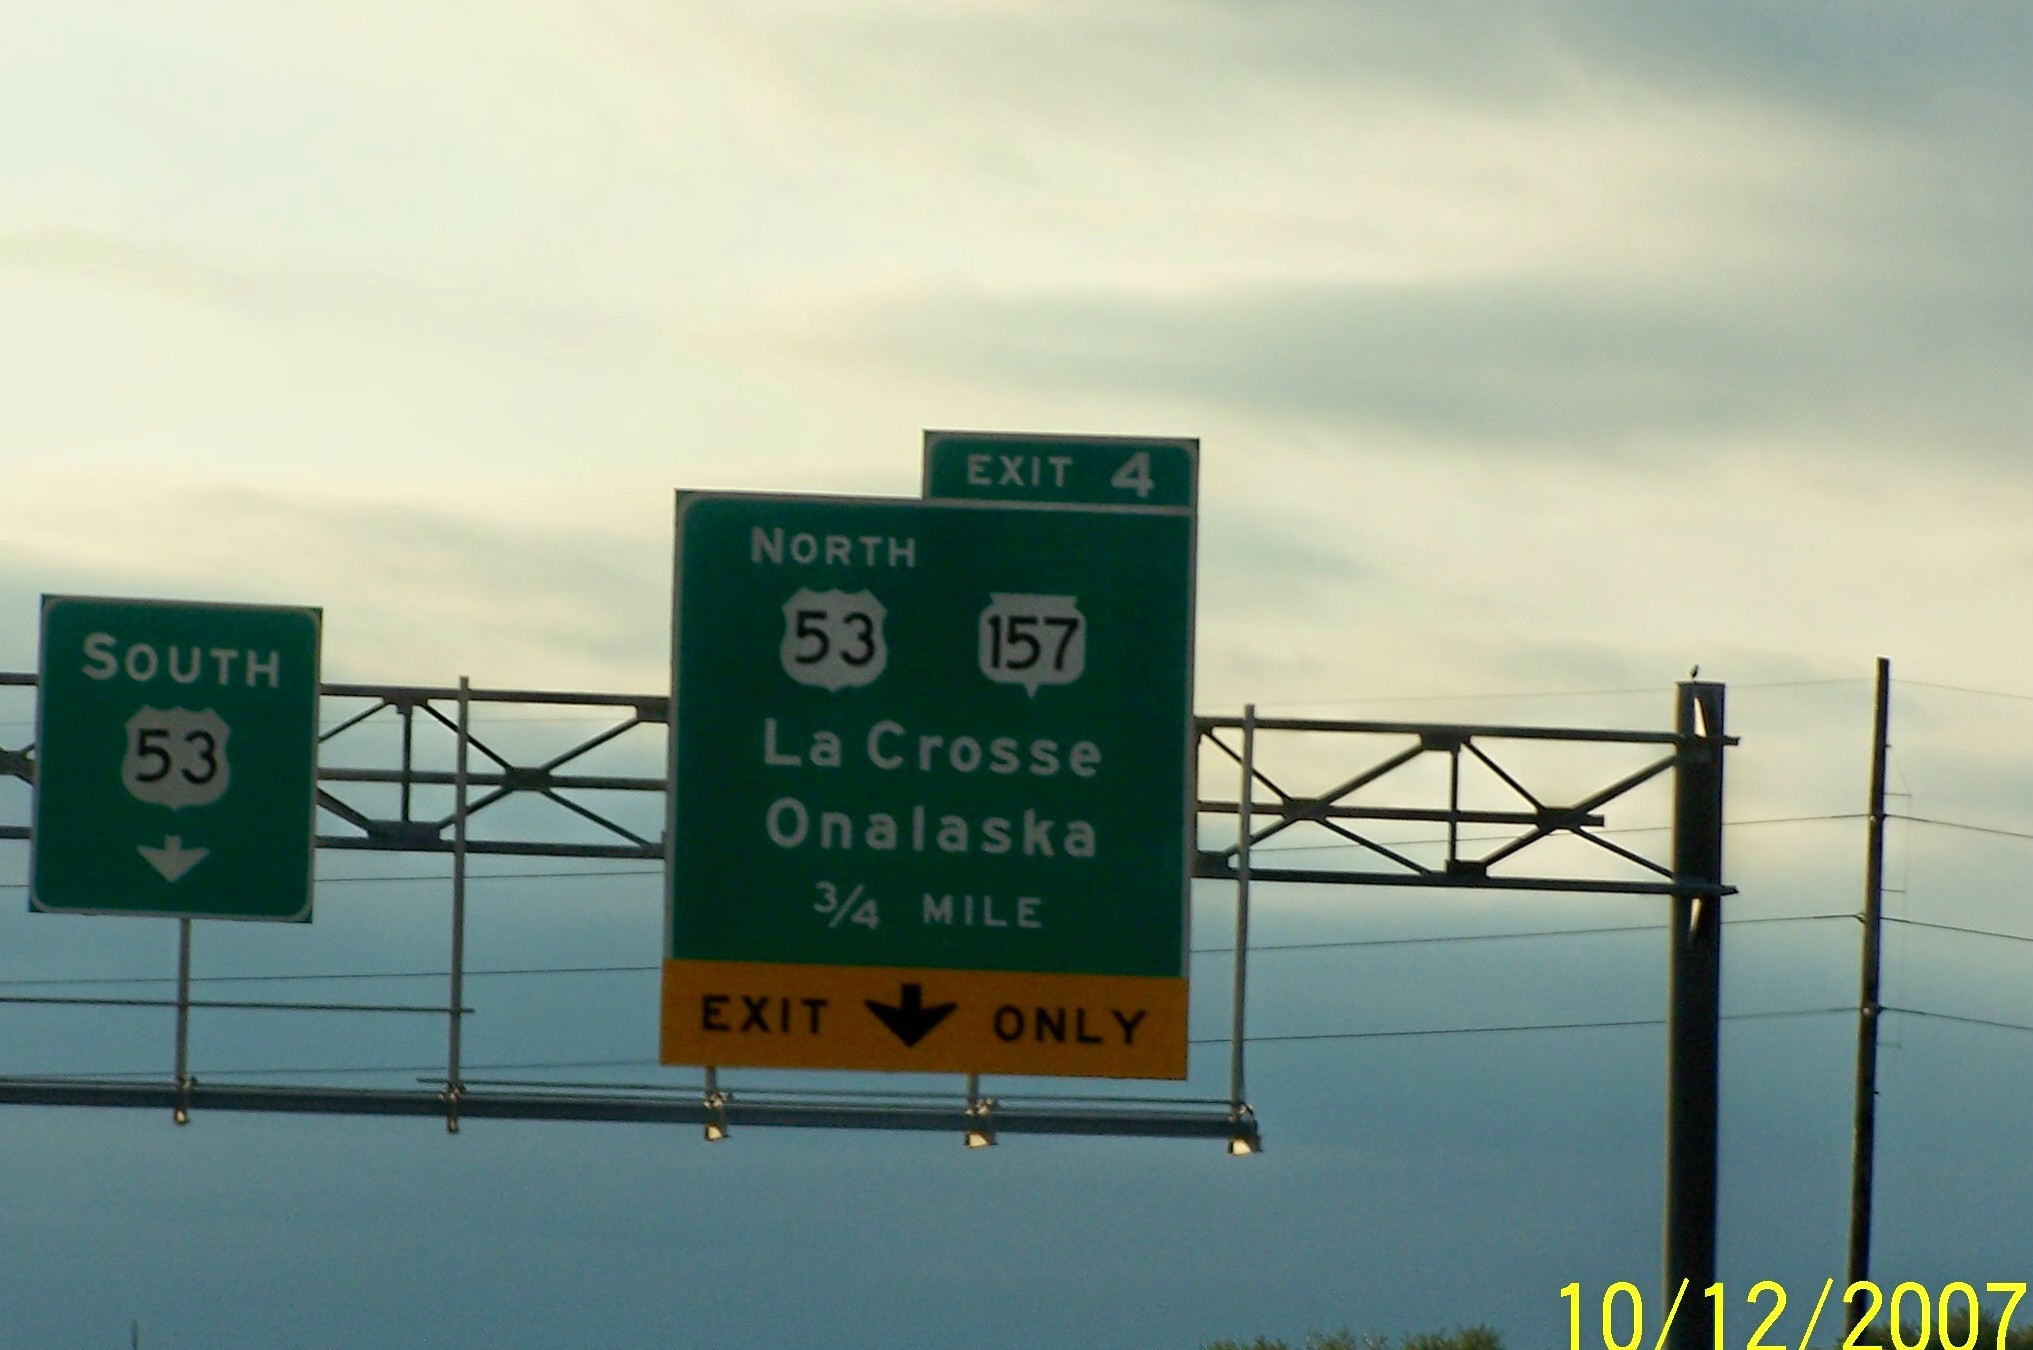 SOUTH
53
EXIT 4
NORTH
53 157
La Crosse
Onalaska
3/4 MILE
EXIT ONLY
10/12/2007